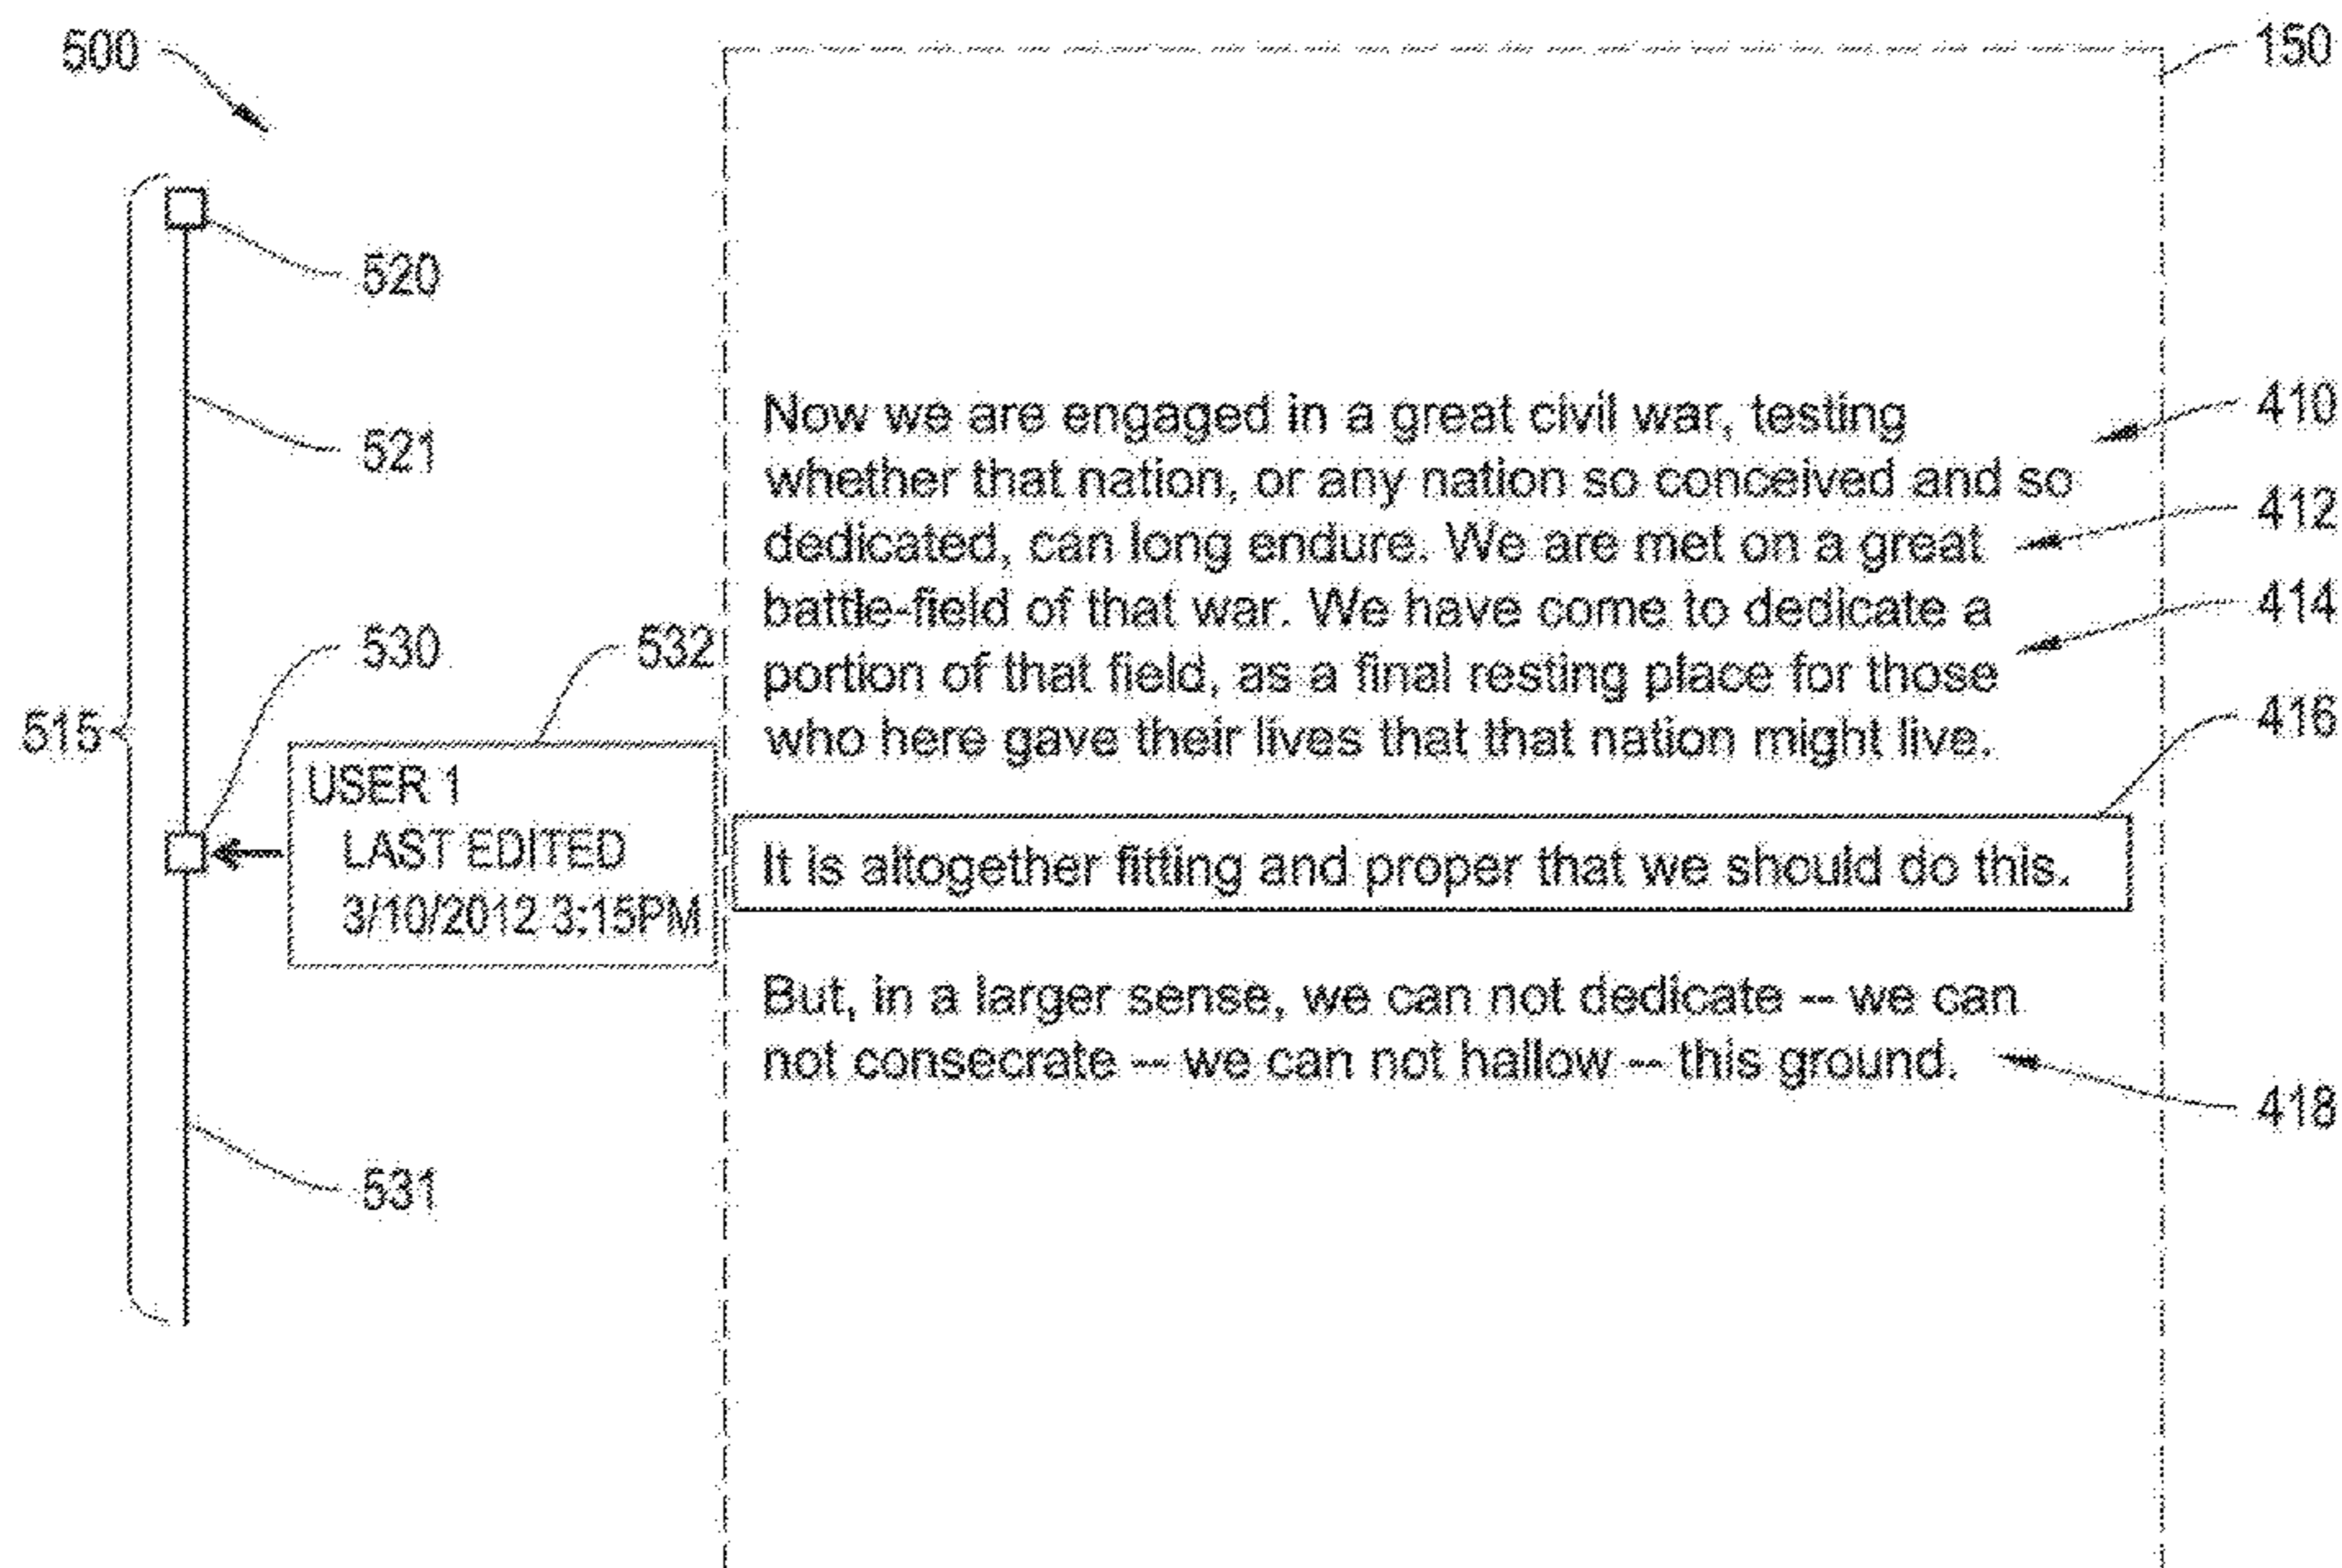 500
150
520
521
530
532
515
USER 1
LAST EDITED
3/10/2012 3:15PM
531
Now we are engaged in a great civil war, testing
whether that nation, or any nation so conceived and so
dedicated, can long endure. We are met on a great
battle-field of that war. We have come to dedicate a
portion of that field, as a final resting place for those
who here gave their lives that that nation might live.
It is altogether fitting and proper that we should do this.
But, in a larger sense, we can not dedicate -- we can
not consecrate -- we can not hallow -- this ground.
410
412
414
416
418